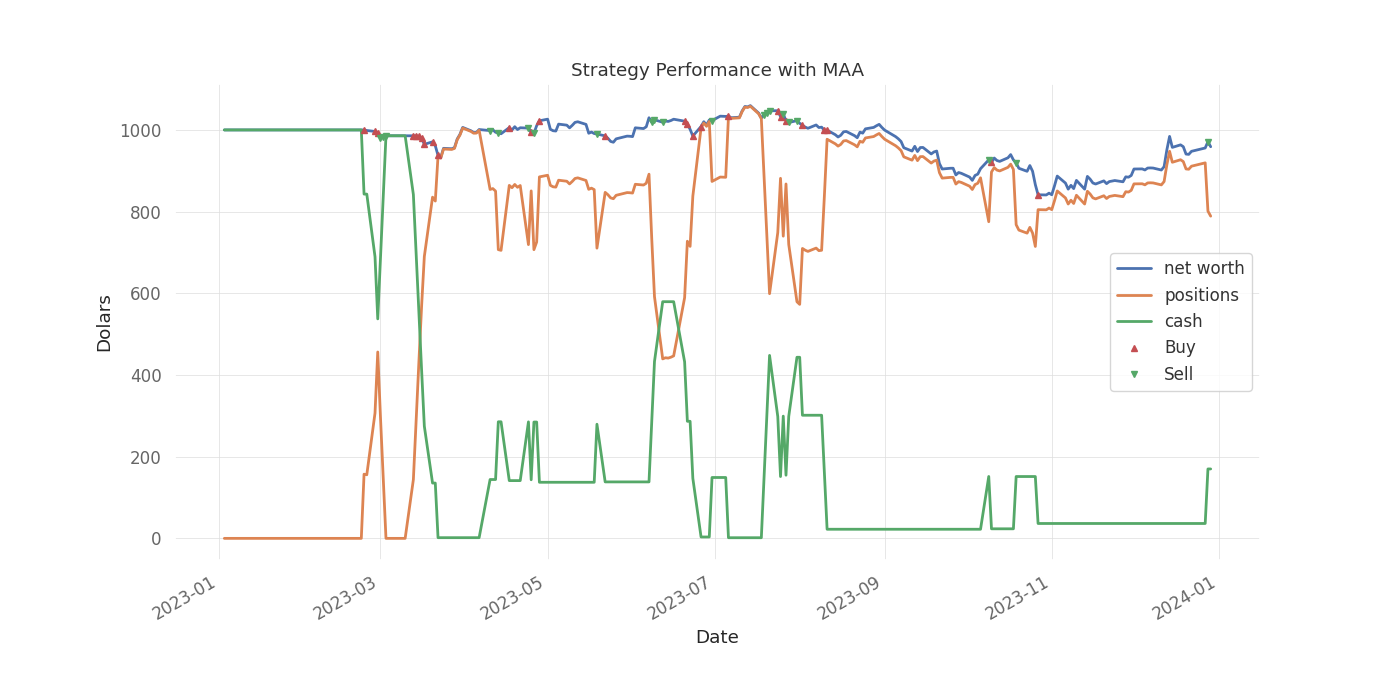 Strategy Performance with MAA
Dolars
1000
800
600
400
200
0
net worth
positions
cash
Buy
Sell
2023-01
2023-03
2023-05
2023-07
2023-09
2023-11
2024-01
Date